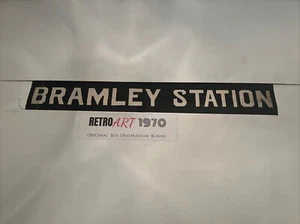 BRAMLEY STATION
RETROART 1970
ORIGINAL BUS DESTINATION BLINDS